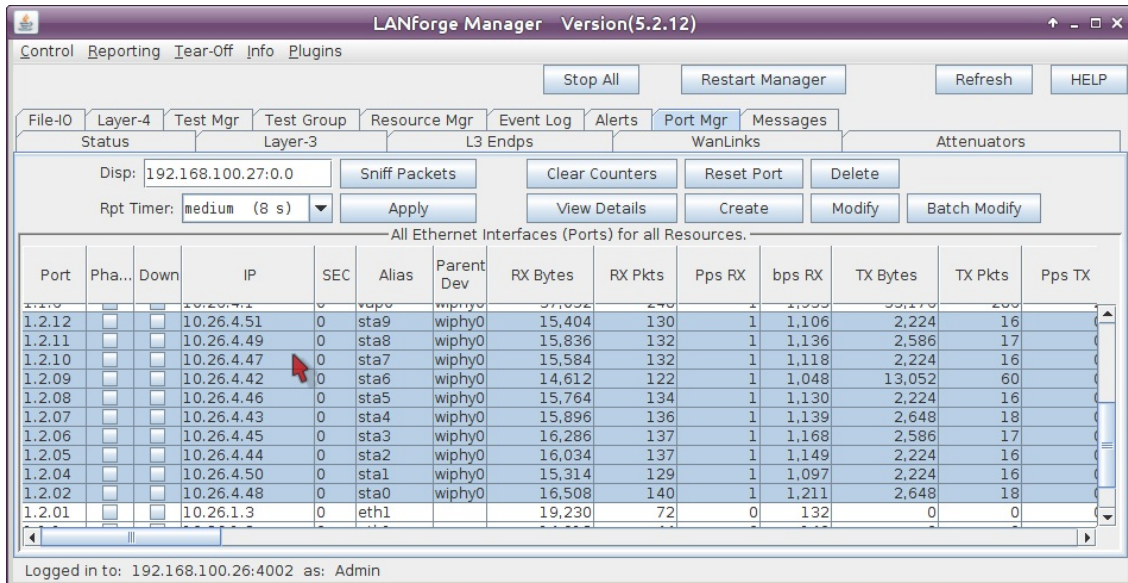 LANforge Manager Version(5.2.12)
Control Reporting Tear-Off Info Plugins
Stop All Restart Manager Refresh HELP
File-IO Layer-4 Test Mgr Test Group Resource Mgr Event Log Alerts Port Mgr Messages
Status Layer-3 L3 Endps WanLinks Attenuators
Disp: 192.168.100.27:0.0 Sniff Packets Clear Counters Reset Port Delete
Rpt Timer: medium (8 s) Apply View Details Create Modify Batch Modify
All Ethernet Interfaces (Ports) for all Resources.
Port Pha... Down IP SEC Alias Parent Dev RX Bytes RX Pkts Pps RX bps RX TX Bytes TX Pkts Pps TX
1.2.12 10.26.4.51 0 sta9 wiphy0 15,404 130 1 1,106 2,224 16
1.2.11 10.26.4.49 0 sta8 wiphy0 15,836 132 1 1,136 2,586 17
1.2.10 10.26.4.47 0 sta7 wiphy0 15,584 132 1 1,118 2,224 16
1.2.09 10.26.4.42 0 sta6 wiphy0 14,612 122 1 1,048 13,052 60
1.2.08 10.26.4.46 0 sta5 wiphy0 15,764 134 1 1,130 2,224 16
1.2.07 10.26.4.43 0 sta4 wiphy0 15,896 136 1 1,139 2,648 18
1.2.06 10.26.4.45 0 sta3 wiphy0 16,286 137 1 1,168 2,586 17
1.2.05 10.26.4.44 0 sta2 wiphy0 16,034 137 1 1,149 2,224 16
1.2.04 10.26.4.50 0 sta1 wiphy0 15,314 129 1 1,097 2,224 16
1.2.02 10.26.4.48 0 sta0 wiphy0 16,508 140 1 1,211 2,648 18
1.2.01 10.26.1.3 0 eth1 19,230 72 0 132 0 0
Logged in to: 192.168.100.26:4002 as: Admin